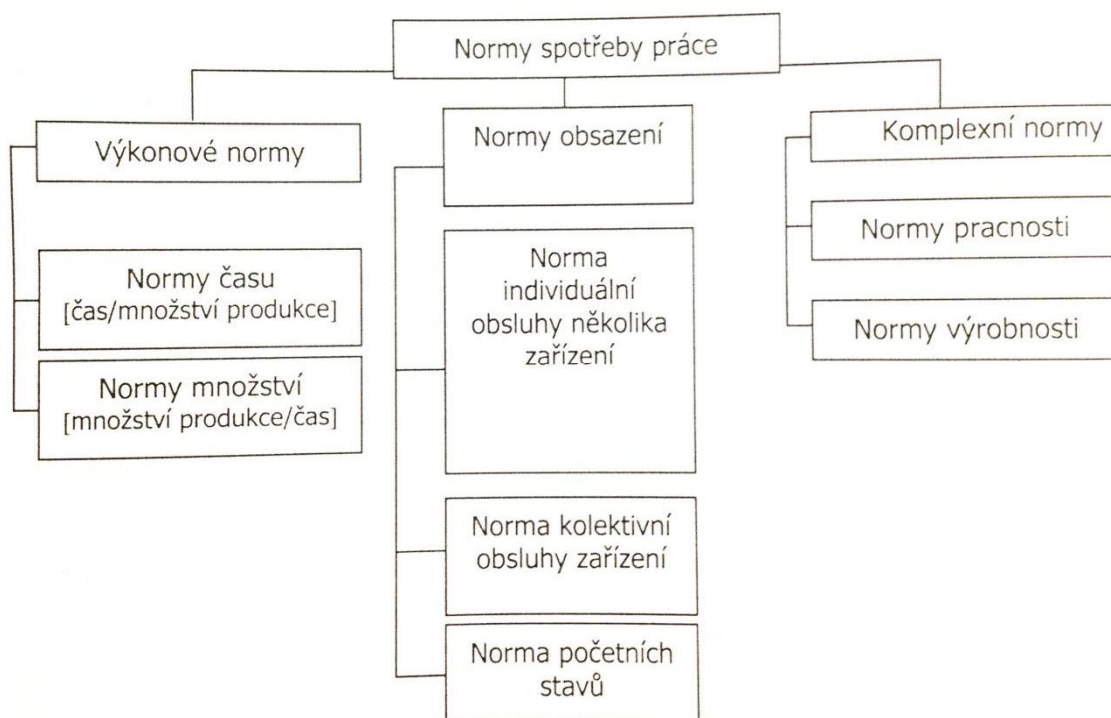 Normy spotřeby práce
Výkonové normy
Normy času
[čas/množství produkce]
Normy množství
[množství produkce/čas]
Normy obsazení
Norma
individuální
obsluhy několika
zařízení
Norma kolektivní
obsluhy zařízení
Norma početních
stavů
Komplexní normy
Normy pracnosti
Normy výrobnosti